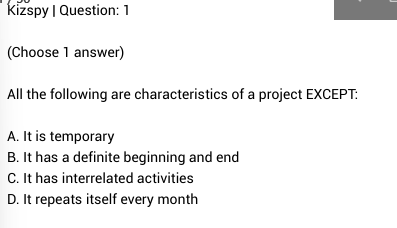 Kizspy | Question: 1
(Choose 1 answer)
All the following are characteristics of a project EXCEPT:
A. It is temporary
B. It has a definite beginning and end
C. It has interrelated activities
D. It repeats itself every month